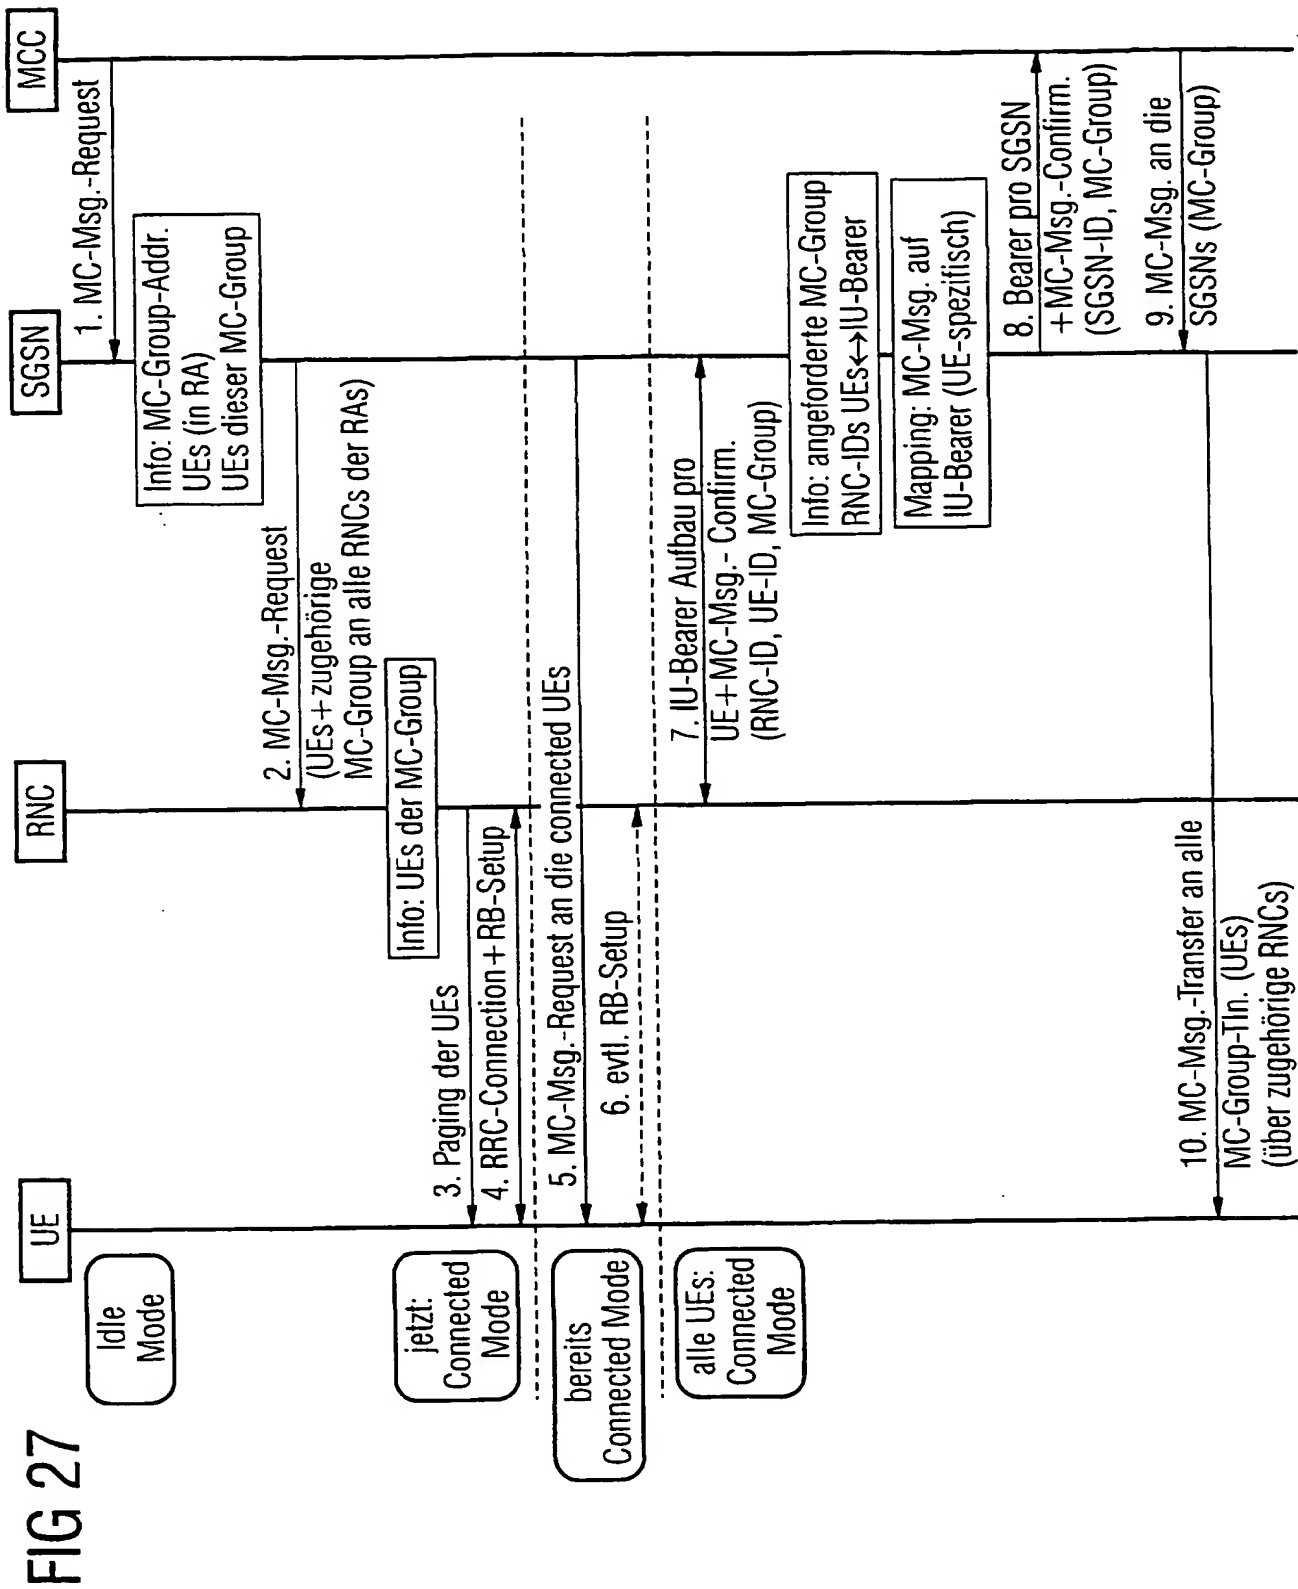 FIG 27
UE
RNC
SGSN
MCC
Idle
Mode
1. MC-Msg.-Request
Info: MC-Group-Addr.
UEs (in RA)
UEs dieser MC-Group
2. MC-Msg.-Request
(UEs+zugehörige
MC-Group an alle RNCs der RAs)
Info: UEs der MC-Group
jetzt:
Connected
Mode
3. Paging der UEs
4. RRC-Connection+RB-Setup
bereits
Connected Mode
5. MC-Msg.-Request an die connected UEs
6. evtl. RB-Setup
alle UEs:
Connected
Mode
7. IU-Bearer Aufbau pro
UE+MC-Msg.- Confirm.
(RNC-ID, UE-ID, MC-Group)
Info: angeforderte MC-Group
RNC-IDs UEs↔IU-Bearer
Mapping: MC-Msg. auf
IU-Bearer (UE-spezifisch)
8. Bearer pro SGSN
+MC-Msg.-Confirm.
(SGSN-ID, MC-Group)
9. MC-Msg. an die
SGSNs (MC-Group)
10. MC-Msg.-Transfer an alle
MC-Group-Tln. (UEs)
(über zugehörige RNCs)